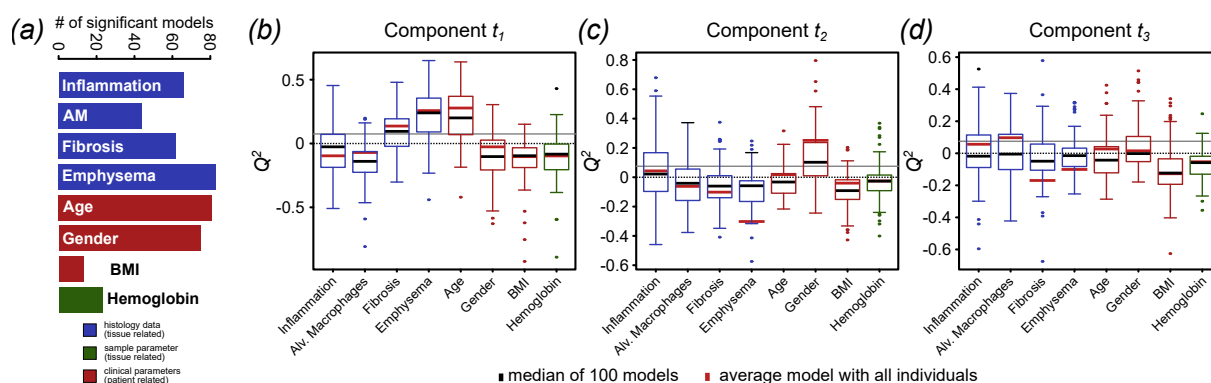 (a)
# of significant models
0 20 40 60 80
Inflammation
AM
Fibrosis
Emphysema
Age
Gender
BMI
Hemoglobin
histology data
(tissue related)
sample parameter
(tissue related)
clinical parameters
(patient related)
(b)
Component t1
Q2
0.5
0
-0.5
Inflammation
Alv. Macrophages
Fibrosis
Emphysema
Age
Gender
BMI
Hemoglobin
(c)
Component t2
Q2
0.8
0.6
0.4
0.2
0
-0.2
-0.4
-0.6
Inflammation
Alv. Macrophages
Fibrosis
Emphysema
Age
Gender
BMI
Hemoglobin
(d)
Component t3
Q2
0.6
0.4
0.2
0
-0.2
-0.4
0.6
Inflammation
Alv. Macrophages
Fibrosis
Emphysema
Age
Gender
BMI
Hemoglobin
median of 100 models
average model with all individuals